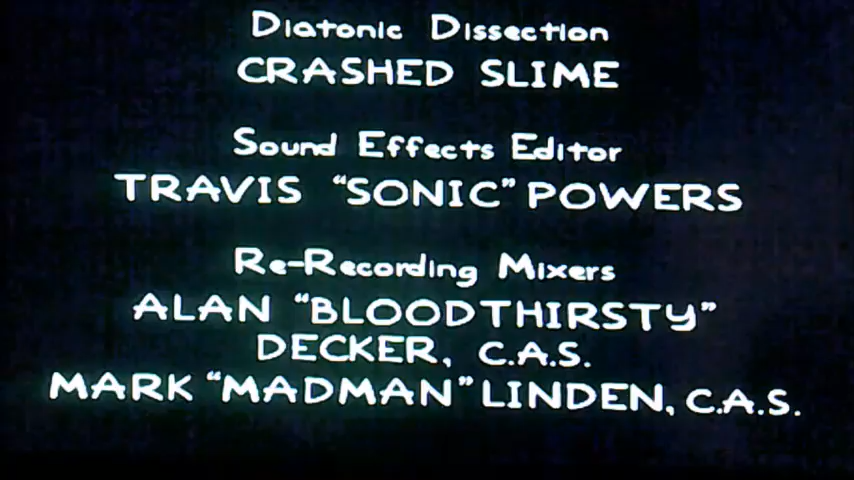 Diatonic Dissection
CRASHED SLIME
Sound Effects Editor
TRAVIS "SONIC" POWERS
Re-Recording Mixers
ALAN "BLOODTHIRSTY"
DECKER, C.A.S.
MARK "MADMAN" LINDEN, C.A.S.